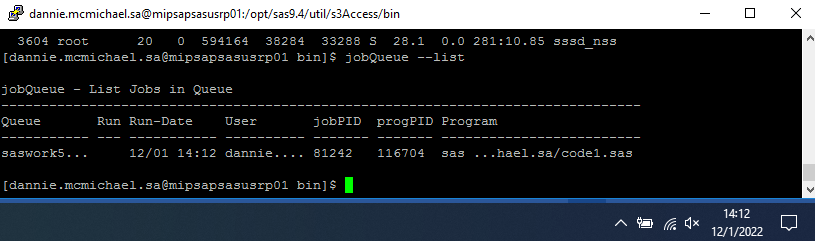 dannie.mcmichael.sa@mipsapsasusrp01:/opt/sas9.4/util/s3Access/bin
3604 root 20 0 594164 38284 33288 S 28.1 0.0 281:10.85 sssd_nss
[dannie.mcmichael.sa@mipsapsasusrp01 bin]$ jobQueue --list
jobQueue - List Jobs in Queue
--------------------------------------------------------------------------------
Queue Run Run-Date User jobPID progPID Program
----------- --- ----------- ---------- ------- ------- -------------------------
saswork5... 12/01 14:12 dannie.... 81242 116704 sas ...hael.sa/code1.sas
[dannie.mcmichael.sa@mipsapsasusrp01 bin]$
14:12
12/1/2022